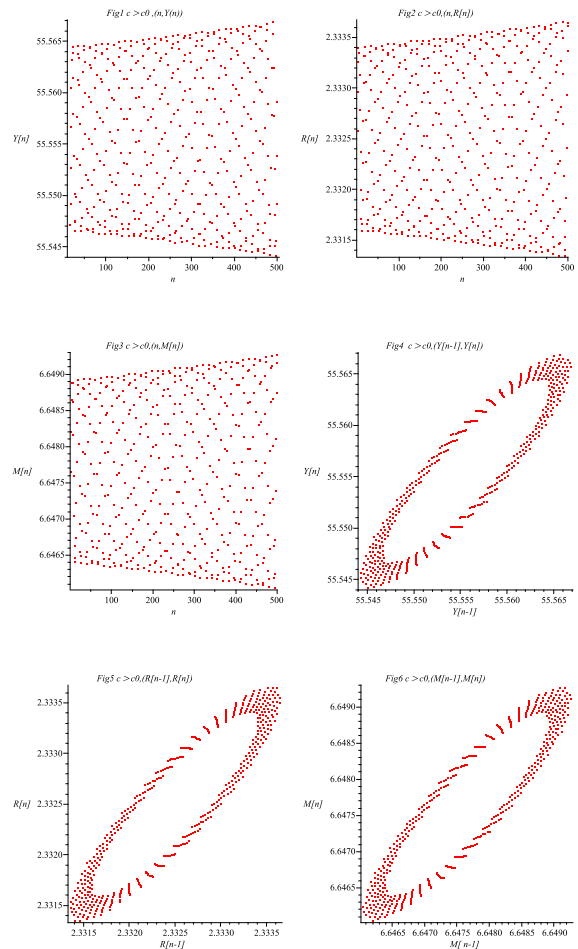 Fig1 c > c0 ,(n,Y(n))
55.565
55.560
Y[n] 55.555
55.550
55.545
100 200 300 400 500
n
Fig2 c > c0,(n,R[n])
2.3335
2.3330
R[n] 2.3325
2.3320
2.3315
100 200 300 400 500
n
Fig3 c > c0,(n,M[n])
6.6490
6.6485
6.6480
M[n] 6.6475
6.6470
6.6465
100 200 300 400 500
n
Fig4 c > c0,(Y[n-1],Y[n])
55.565
55.560
Y[n] 55.555
55.550
55.545
55.545 55.555 55.560 55.565
Y[n-1]
Fig5 c > c0,(R[n-1],R[n])
2.3335
2.3330
R[n] 2.3325
2.3320
2.3315
2.3315 2.3320 2.3325 2.3330 2.3335
R[n-1]
Fig6 c > c0,(M[n-1],M[n])
6.6490
6.6485
6.6480
M[n] 6.6475
6.6470
6.6465
6.6465 6.6470 6.6475 6.6480 6.6485 6.6490
M[ n-1]